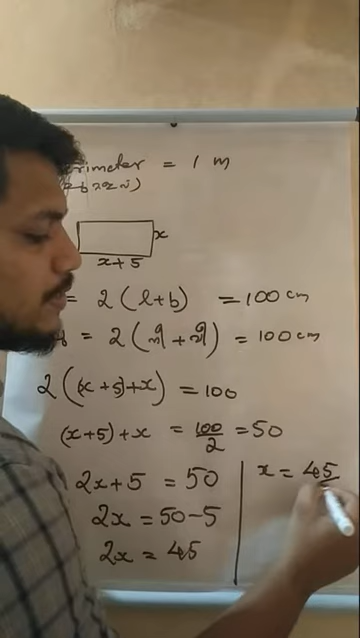 rimeter = 1 m
x
x + 5
= 2 (l + b) = 100 cm
= 2 (നീ + വീ) = 100 cm
2 ((x + 5) + x) = 100
(x + 5) + x = 100/2 = 50
2x + 5 = 50
2x = 50 - 5
2x = 45
x = 45